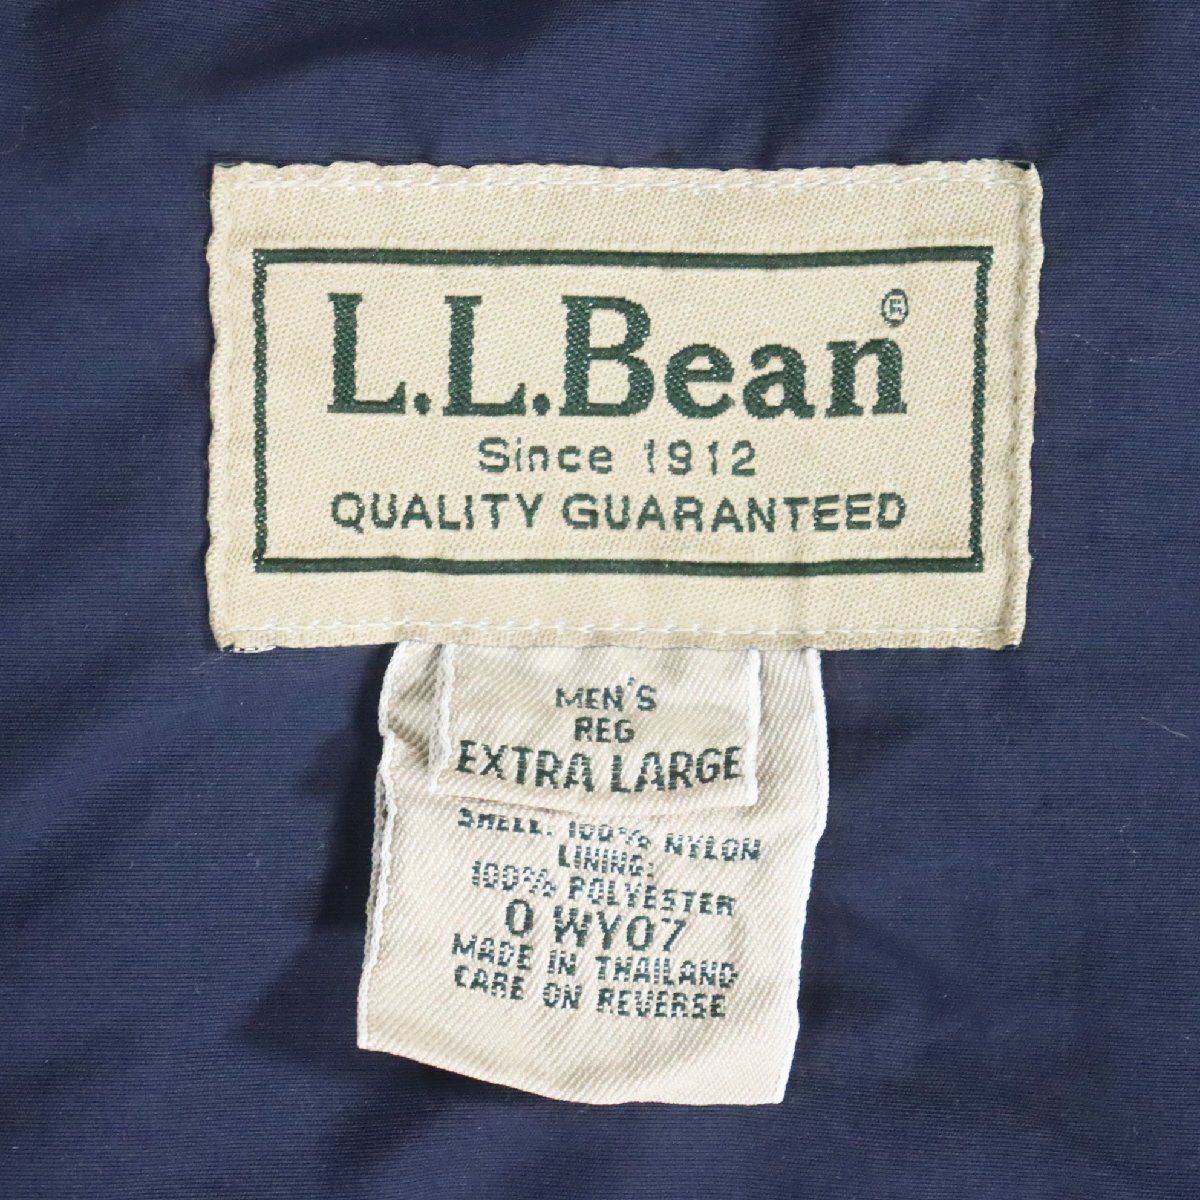 L.L.Bean®
Since 1912
QUALITY GUARANTEED
MEN'S
REG
EXTRA LARGE
SHELL: 100% NYLON
LINING:
100% POLYESTER
0 WY07
MADE IN THAILAND
CARE ON REVERSE